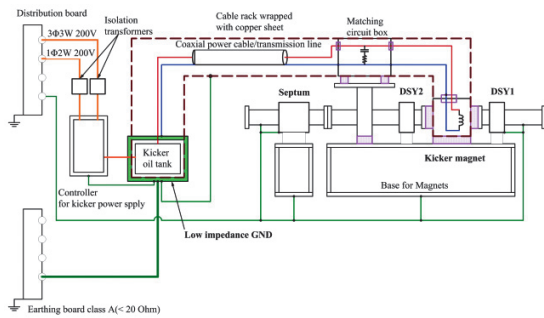 Distribution board
Isolation
transformers
3Φ3W 200V
1Φ2W 200V
Cable rack wrapped
with copper sheet
Coaxial power cable/transmission line
Matching
circuit box
Septum
DSY2
DSY1
Kicker
oil tank
Kicker magnet
Controller
for kicker power spply
Base for Magnets
Low impedance GND
Earthing board class A(< 20 Ohm)